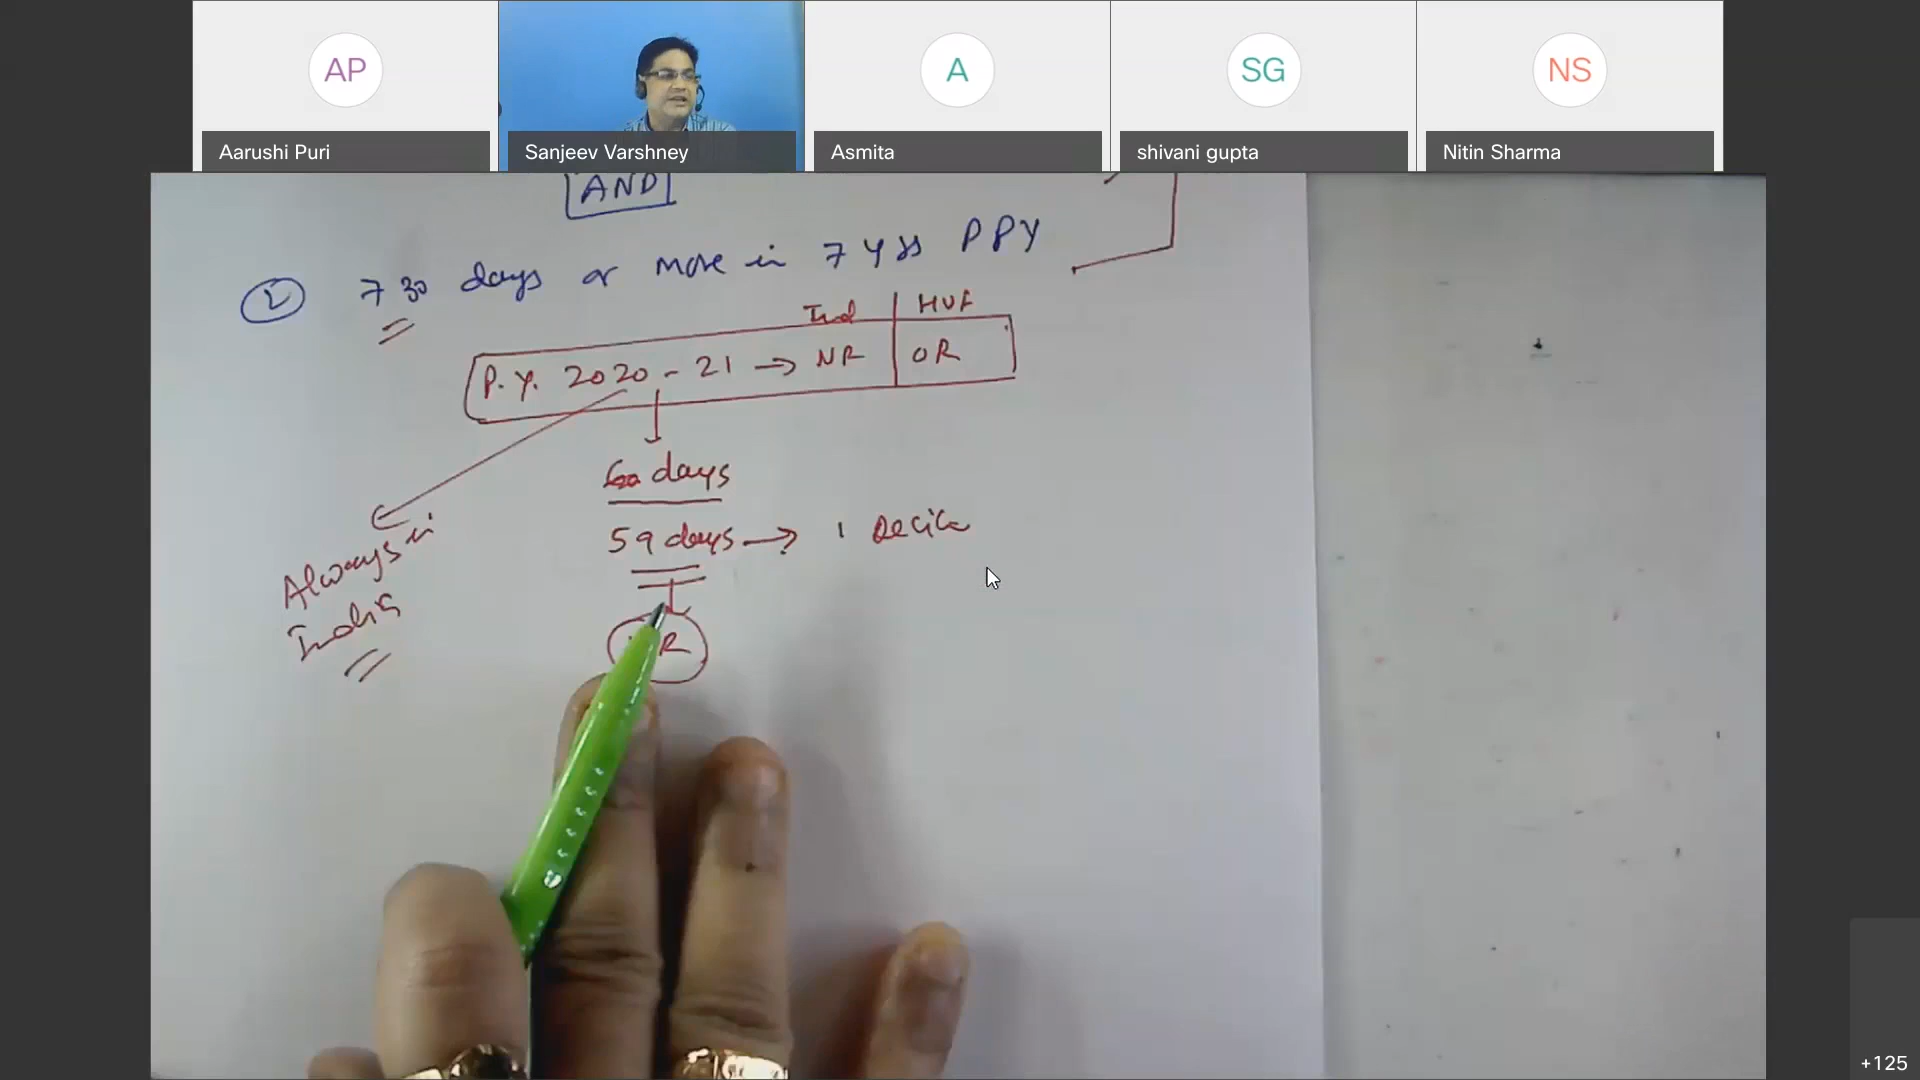 AP
A
SG
NS
Aarushi Puri
Sanjeev Varshney
Asmita
shivani gupta
Nitin Sharma
AND
2 730 days or more in 7 Yrs PPY
Ind HUF
P.Y. 2020-21 → NR OR
60 days
59 days → 1 Decide
Always in
India
R
+125